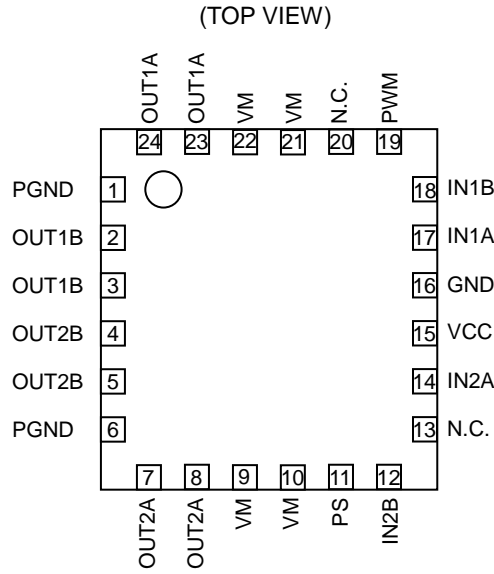 (TOP VIEW)
OUT1A OUT1A VM VM N.C. PWM
24 23 22 21 20 19
PGND 1 18 IN1B
OUT1B 2 17 IN1A
OUT1B 3 16 GND
OUT2B 4 15 VCC
OUT2B 5 14 IN2A
PGND 6 13 N.C.
7 8 9 10 11 12
OUT2A OUT2A VM VM PS IN2B